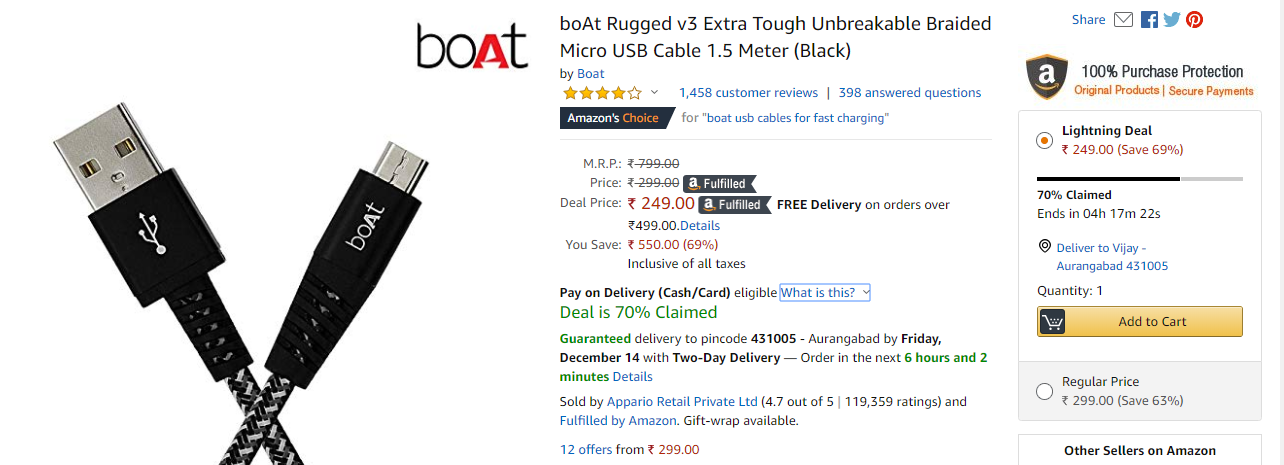 boAt
boAt
boAt Rugged v3 Extra Tough Unbreakable Braided
Micro USB Cable 1.5 Meter (Black)
by Boat
1,458 customer reviews | 398 answered questions
Amazon's Choice for "boat usb cables for fast charging"
M.R.P.: ₹ 799.00
Price: ₹ 299.00 a Fulfilled
Deal Price: ₹ 249.00 a Fulfilled FREE Delivery on orders over
₹499.00.Details
You Save: ₹ 550.00 (69%)
Inclusive of all taxes
Pay on Delivery (Cash/Card) eligible What is this?
Deal is 70% Claimed
Guaranteed delivery to pincode 431005 - Aurangabad by Friday,
December 14 with Two-Day Delivery — Order in the next 6 hours and 2
minutes Details
Sold by Appario Retail Private Ltd (4.7 out of 5 | 119,359 ratings) and
Fulfilled by Amazon. Gift-wrap available.
12 offers from ₹ 299.00
Share
a 100% Purchase Protection
Original Products | Secure Payments
Lightning Deal
₹ 249.00 (Save 69%)
70% Claimed
Ends in 04h 17m 22s
Deliver to Vijay -
Aurangabad 431005
Quantity: 1
Add to Cart
Regular Price
₹ 299.00 (Save 63%)
Other Sellers on Amazon